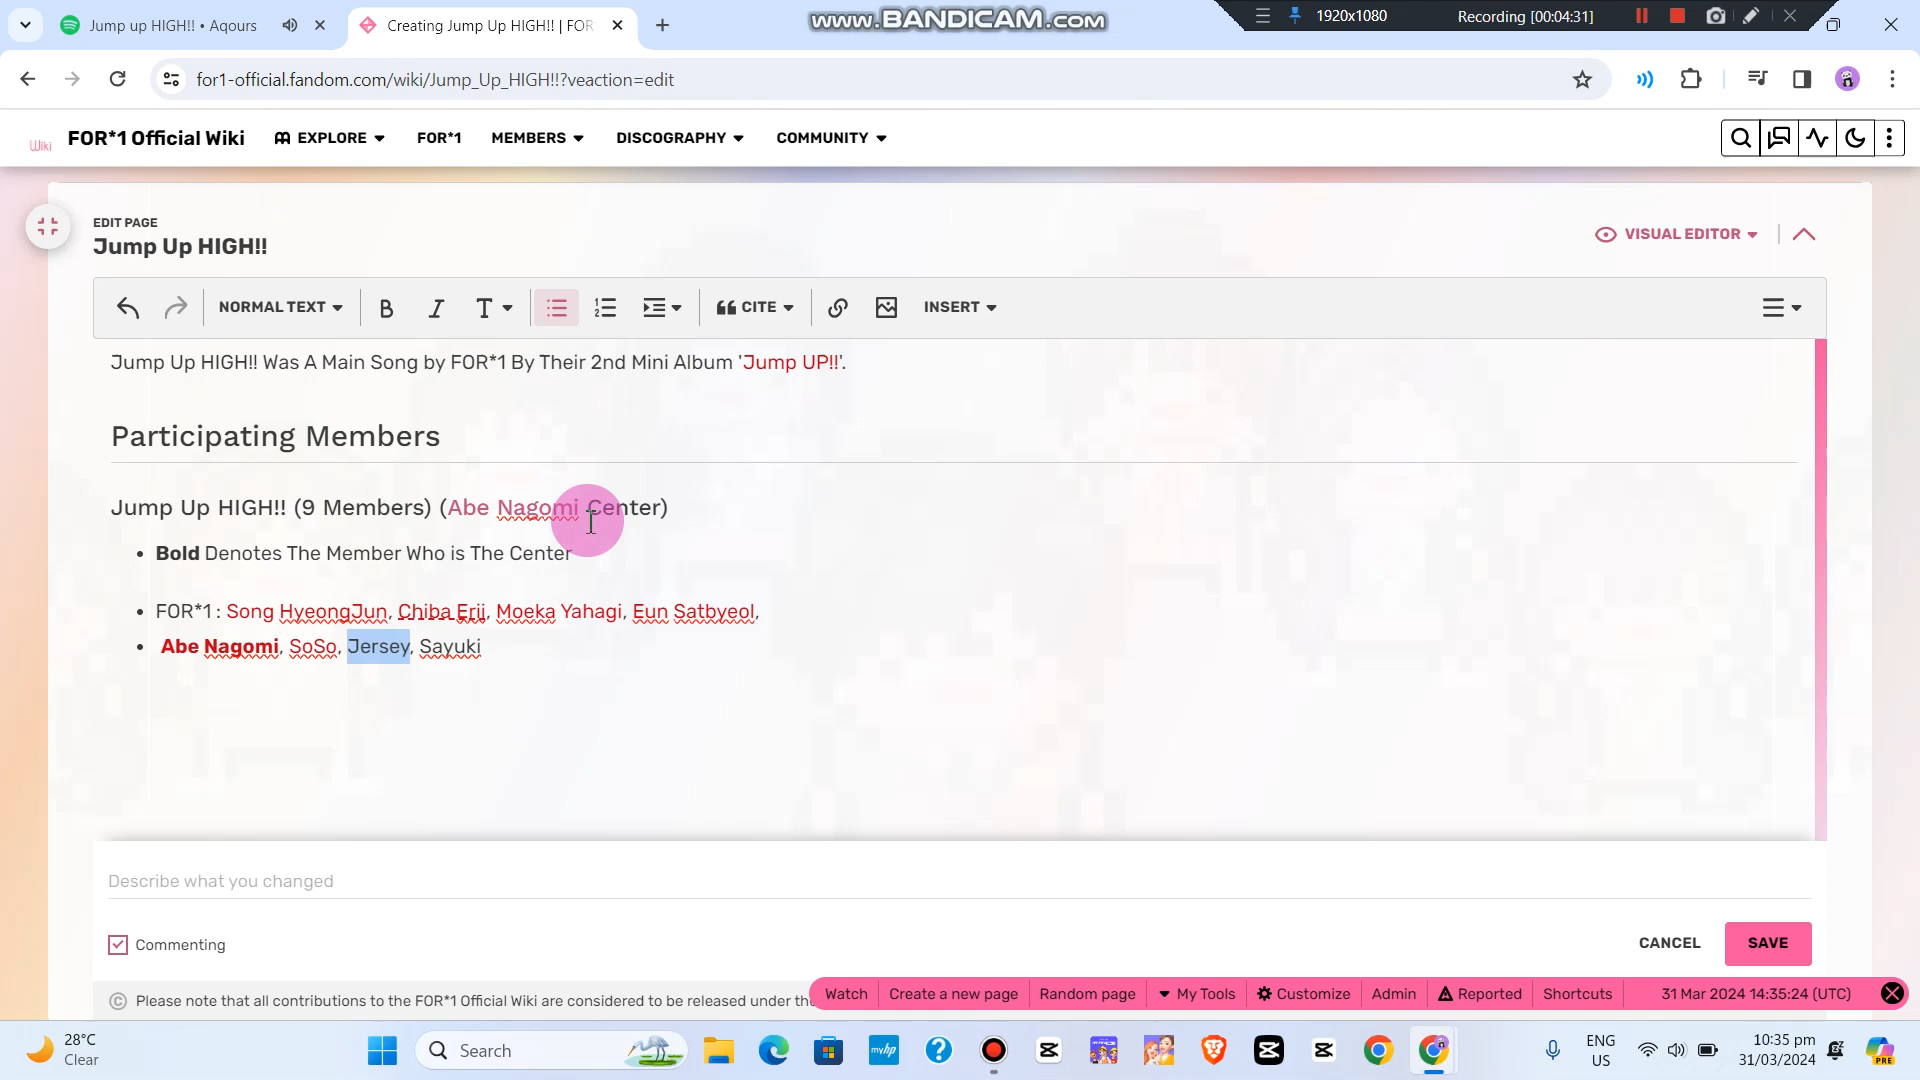 Jump up HIGH!! • Aqours
Creating Jump Up HIGH!! | FOR
www.BANDICAM.com
1920x1080
Recording [00:04:31]
for1-official.fandom.com/wiki/Jump_Up_HIGH!!?veaction=edit
Wiki
FOR*1 Official Wiki
EXPLORE
FOR*1
MEMBERS
DISCOGRAPHY
COMMUNITY
EDIT PAGE
Jump Up HIGH!!
VISUAL EDITOR
NORMAL TEXT
B
I
T
CITE
INSERT
Jump Up HIGH!! Was A Main Song by FOR*1 By Their 2nd Mini Album 'Jump UP!!'.
Participating Members
Jump Up HIGH!! (9 Members) (Abe Nagomi Center)
• Bold Denotes The Member Who is The Center
• FOR*1 : Song HyeongJun, Chiba Erii, Moeka Yahagi, Eun Satbyeol,
• Abe Nagomi, SoSo, Jersey, Sayuki
Describe what you changed
Commenting
CANCEL
SAVE
© Please note that all contributions to the FOR*1 Official Wiki are considered to be released under the
Watch
Create a new page
Random page
My Tools
Customize
Admin
Reported
Shortcuts
31 Mar 2024 14:35:24 (UTC)
28°C
Clear
Search
myhp
ENG
US
10:35 pm
31/03/2024
PRE